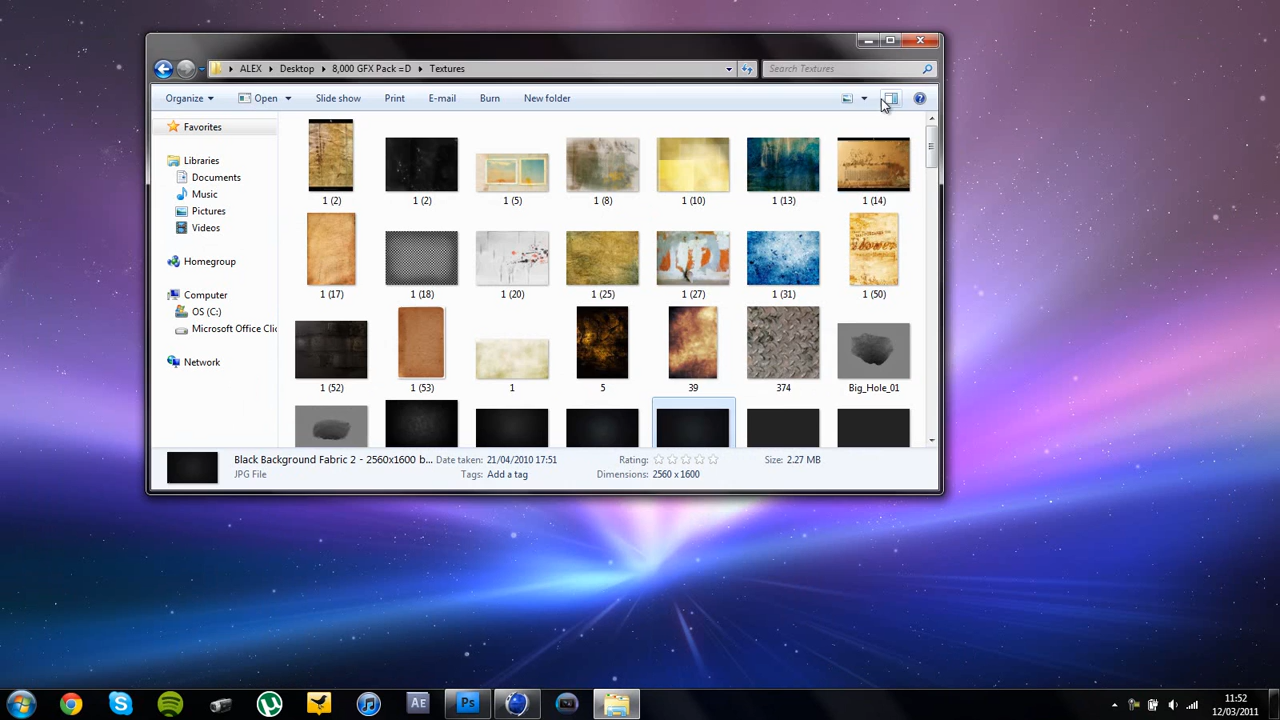 ALEX Desktop 8,000 GFX Pack =D Textures
Search Textures
Organize Open Slide show Print E-mail Burn New folder
Favorites
Libraries
Documents
Music
Pictures
Videos
Homegroup
Computer
OS (C:)
Microsoft Office Clic
Network
1 (2) 1 (2) 1 (5) 1 (8) 1 (10) 1 (13) 1 (14)
1 (17) 1 (18) 1 (20) 1 (25) 1 (27) 1 (31) 1 (50)
1 (52) 1 (53) 1 5 39 374 Big_Hole_01
Black Background Fabric 2 - 2560x1600 b... Date taken: 21/04/2010 17:51 Rating: Size: 2.27 MB
JPG File Tags: Add a tag Dimensions: 2560 x 1600
AE Ps
11:52
12/03/2011